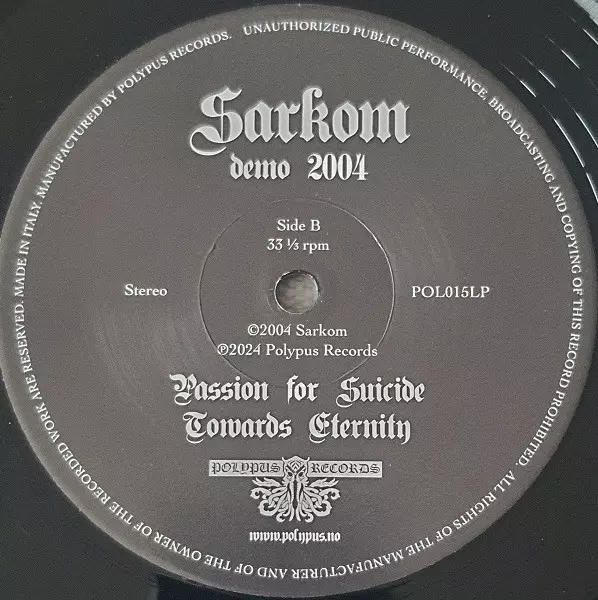 MADE IN ITALY. MANUFACTURED BY POLYPUS RECORDS. UNAUTHORIZED PUBLIC PERFORMANCE, BROADCASTING AND COPYING OF THIS RECORD PROHIBITED. ALL RIGHTS OF THE MANUFACTURER AND OF THE OWNER OF THE RECORDED WORK ARE RESERVED.
Sarkom
demo 2004
Side B
33 ⅓ rpm
Stereo
POL015LP
©2004 Sarkom
℗2024 Polypus Records
Passion for Suicide
Towards Eternity
POLYPUS RECORDS
www.polypus.no